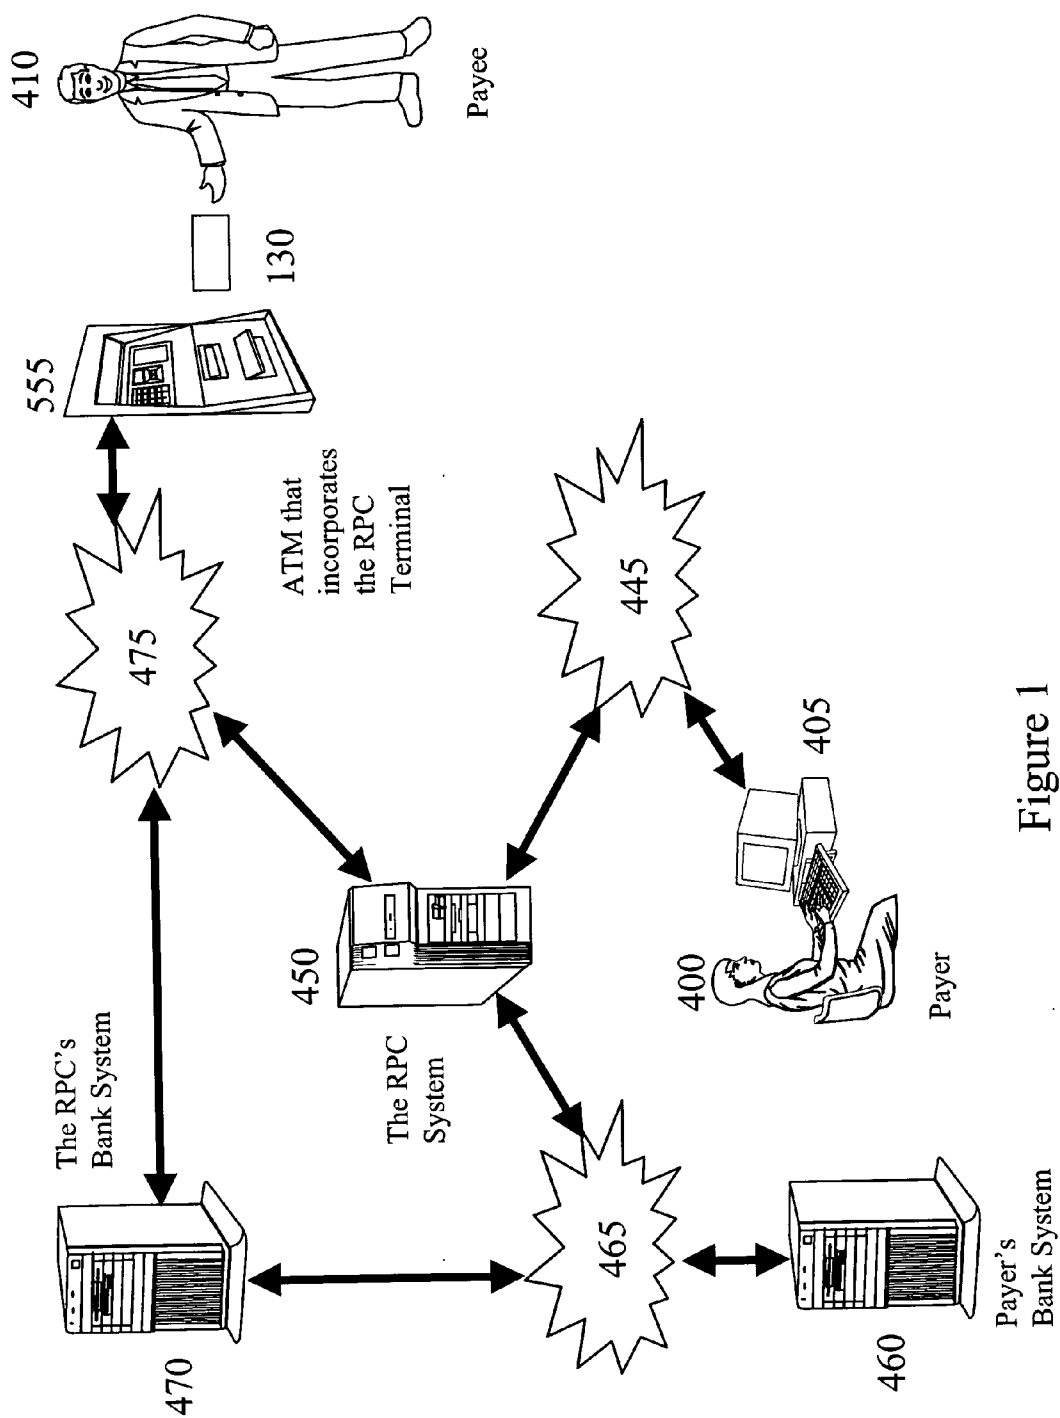 470
The RPC's
Bank System
475
555
410
130
Payee
ATM that
incorporates
the RPC
Terminal
450
The RPC
System
465
445
460
Payer's
Bank System
400
Payer
405
Figure 1